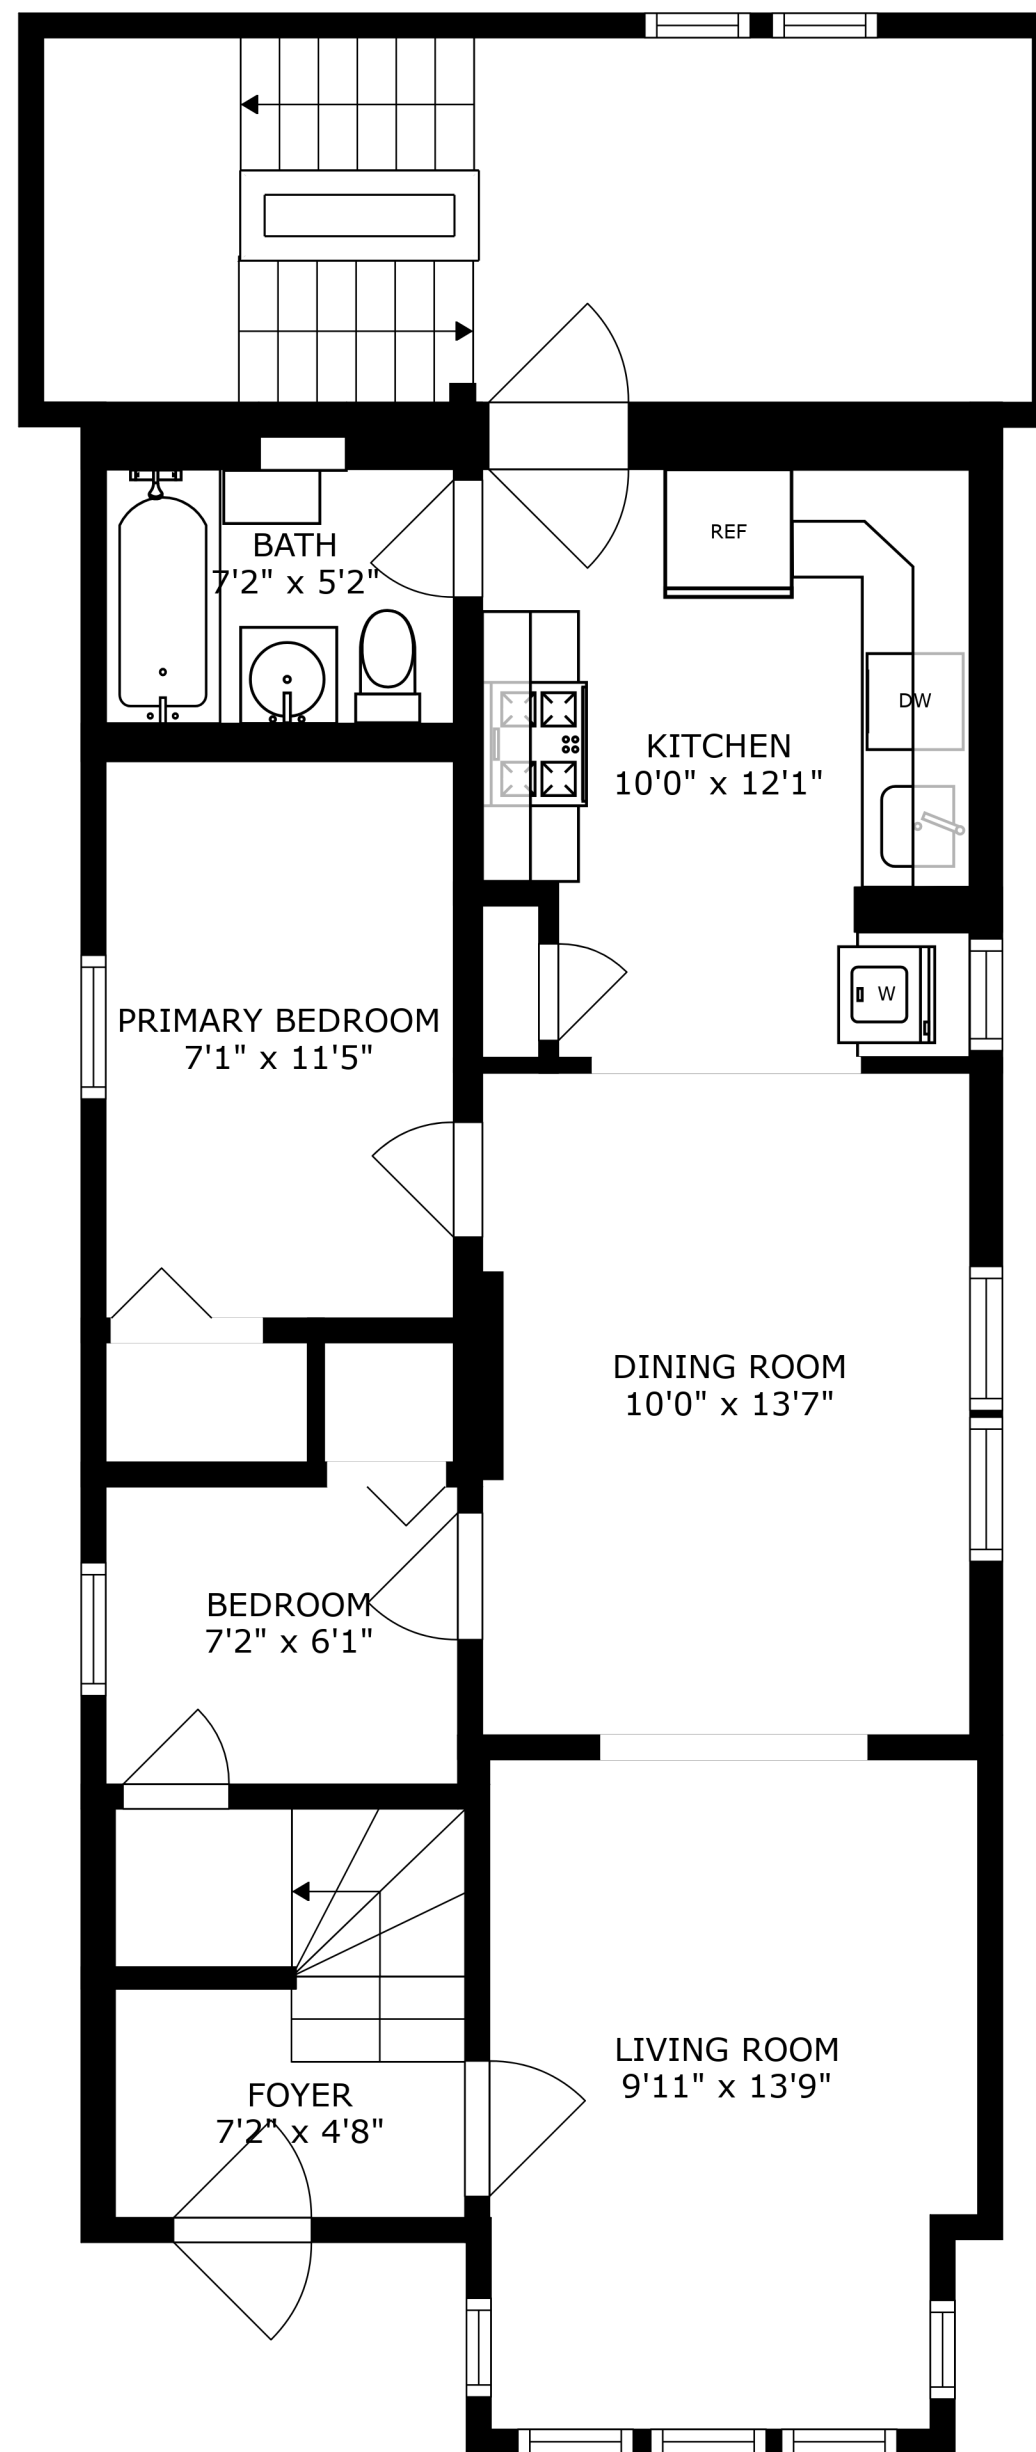 REF
BATH
7'2" x 5'2"
DW
KITCHEN
10'0" x 12'1"
W
PRIMARY BEDROOM
7'1" x 11'5"
DINING ROOM
10'0" x 13'7"
BEDROOM
7'2" x 6'1"
LIVING ROOM
9'11" x 13'9"
FOYER
7'2" x 4'8"